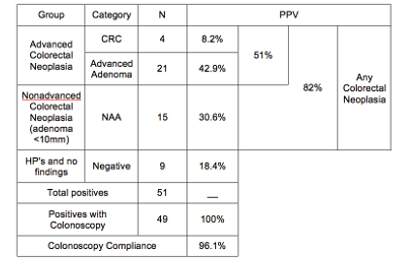 Group Category N PPV
Advanced
Colorectal
Neoplasia
CRC 4 8.2%
Advanced
Adenoma
21 42.9%
51%
82%
Any
Colorectal
Neoplasia
Nonadvanced
Colorectal
Neoplasia
(adenoma
<10mm)
NAA 15 30.6%
HP's and no
findings
Negative 9 18.4%
Total positives 51 __
Positives with
Colonoscopy
49 100%
Colonoscopy Compliance 96.1%